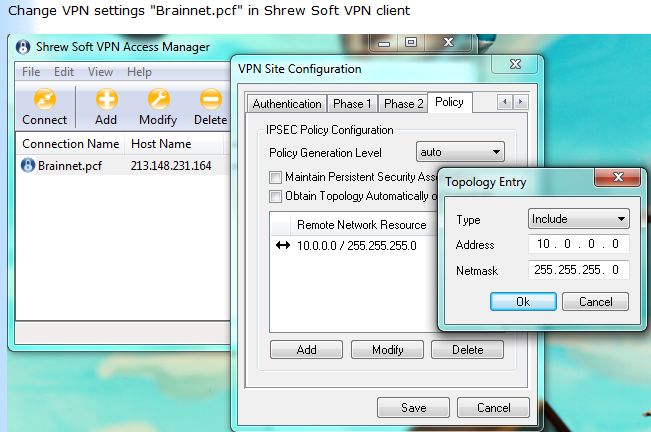 Change VPN settings "Brainnet.pcf" in Shrew Soft VPN client
Shrew Soft VPN Access Manager
File Edit View Help
Connect Add Modify Delete
Connection Name Host Name
Brainnet.pcf 213.148.231.164
VPN Site Configuration
Authentication Phase 1 Phase 2 Policy
IPSEC Policy Configuration
Policy Generation Level auto
Maintain Persistent Security
Obtain Topology Automatically
Remote Network Resource
10.0.0.0 / 255.255.255.0
Add Modify Delete
Save Cancel
Topology Entry
Type Include
Address 10 . 0 . 0 . 0
Netmask 255.255.255. 0
Ok Cancel